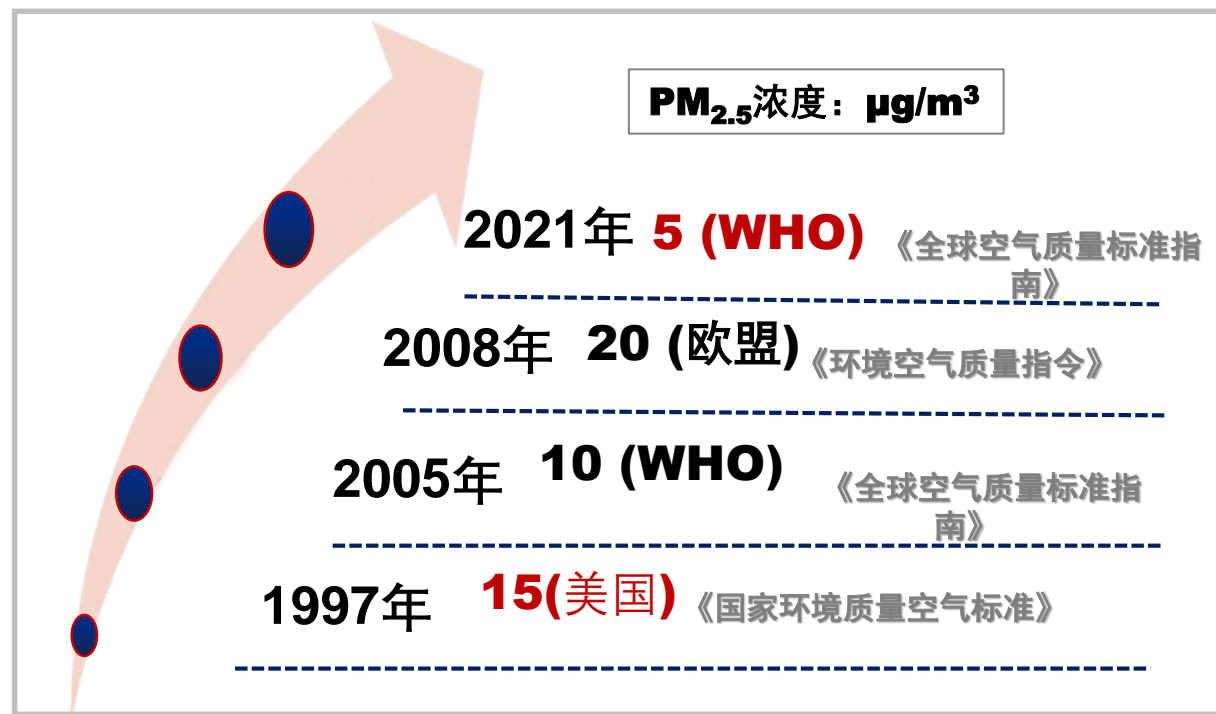 PM2.5浓度：μg/m³
2021年 5 (WHO) 《全球空气质量标准指
南》
2008年 20 (欧盟) 《环境空气质量指令》
2005年 10 (WHO) 《全球空气质量标准指
南》
1997年 15(美国) 《国家环境质量空气标准》